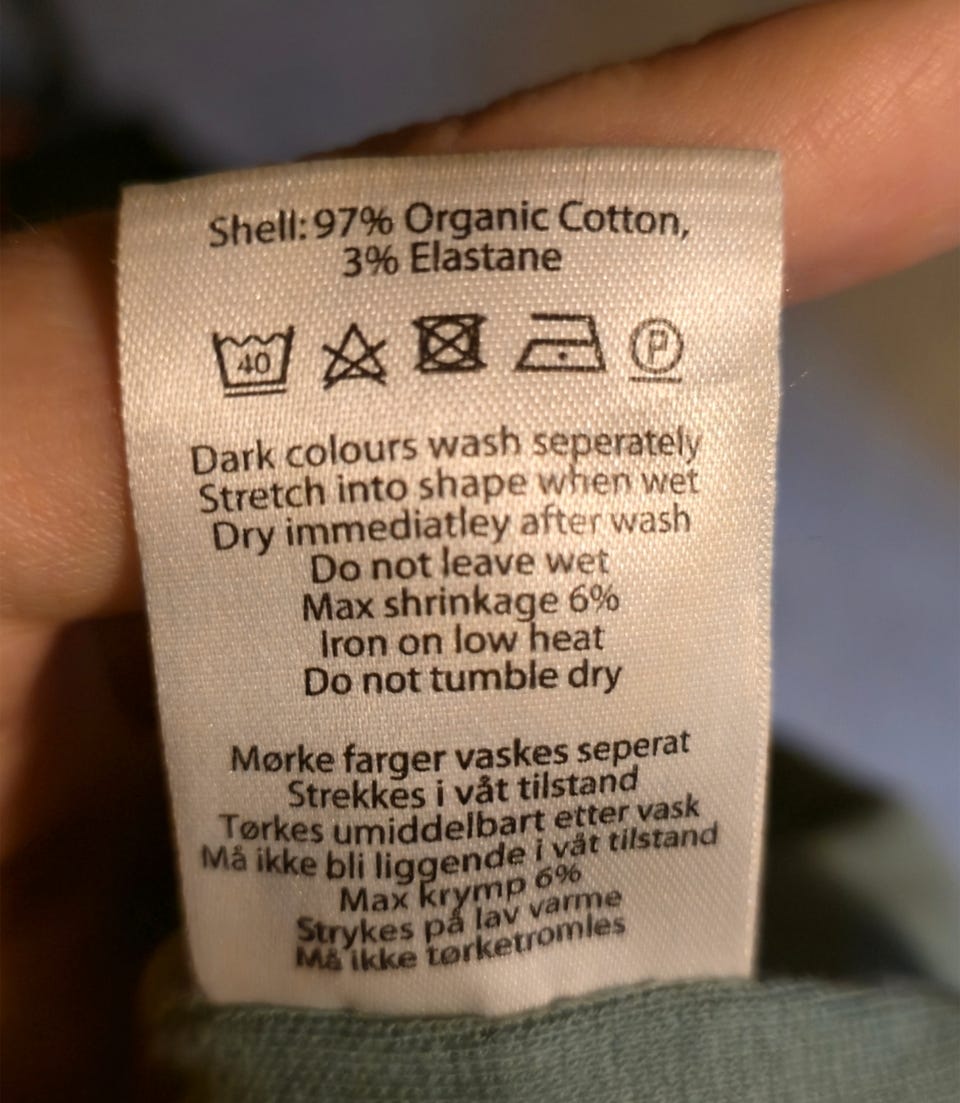 Shell: 97% Organic Cotton,
3% Elastane
40 P
Dark colours wash seperately
Stretch into shape when wet
Dry immediatley after wash
Do not leave wet
Max shrinkage 6%
Iron on low heat
Do not tumble dry
Mørke farger vaskes seperat
Strekkes i våt tilstand
Tørkes umiddelbart etter vask
Må ikke bli liggende i våt tilstand
Max krymp 6%
Strykes på lav varme
Må ikke tørketromles